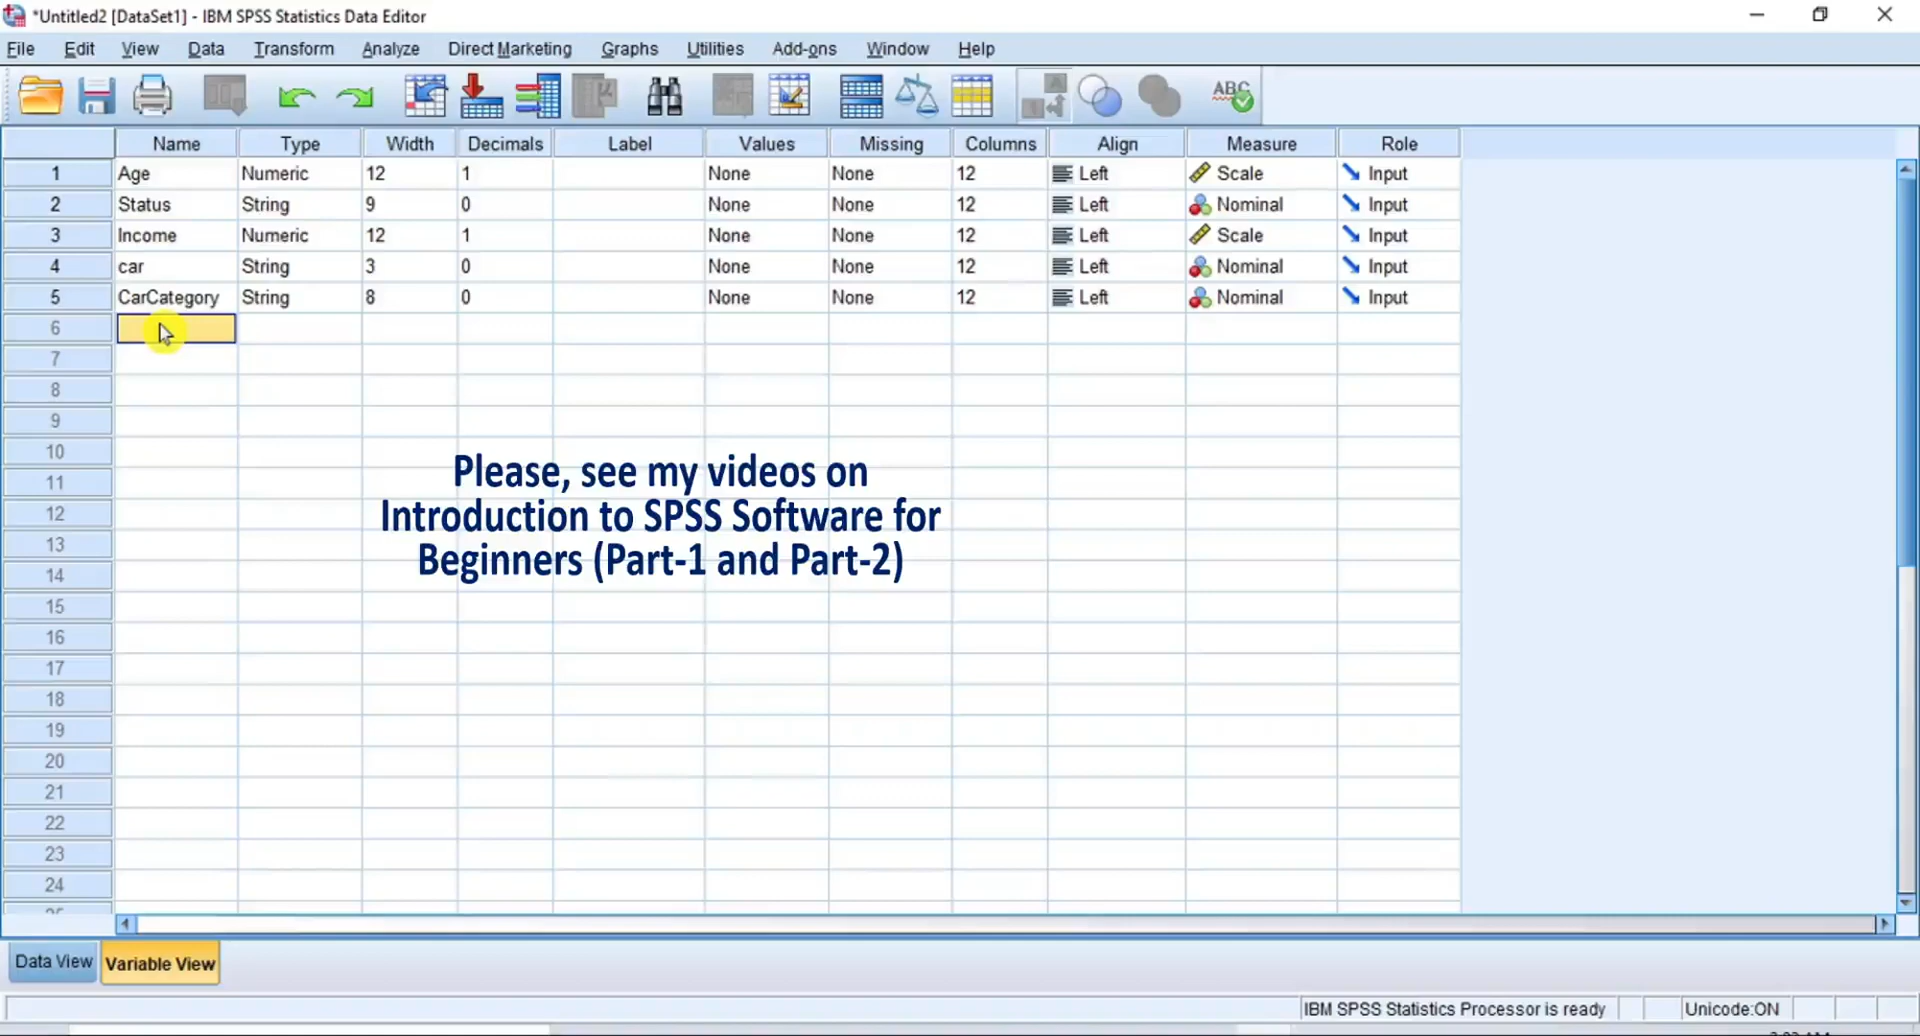 *Untitled2 [DataSet1] - IBM SPSS Statistics Data Editor
File Edit View Data Transform Analyze Direct Marketing Graphs Utilities Add-ons Window Help
ABC
Name Type Width Decimals Label Values Missing Columns Align Measure Role
1 Age Numeric 12 1 None None 12 Left Scale Input
2 Status String 9 0 None None 12 Left Nominal Input
3 Income Numeric 12 1 None None 12 Left Scale Input
4 car String 3 0 None None 12 Left Nominal Input
5 CarCategory String 8 0 None None 12 Left Nominal Input
6
7
8
9
10
Please, see my videos on
11
Introduction to SPSS Software for
12
13
Beginners (Part-1 and Part-2)
14
15
16
17
18
19
20
21
22
23
24
Data View Variable View
IBM SPSS Statistics Processor is ready Unicode:ON